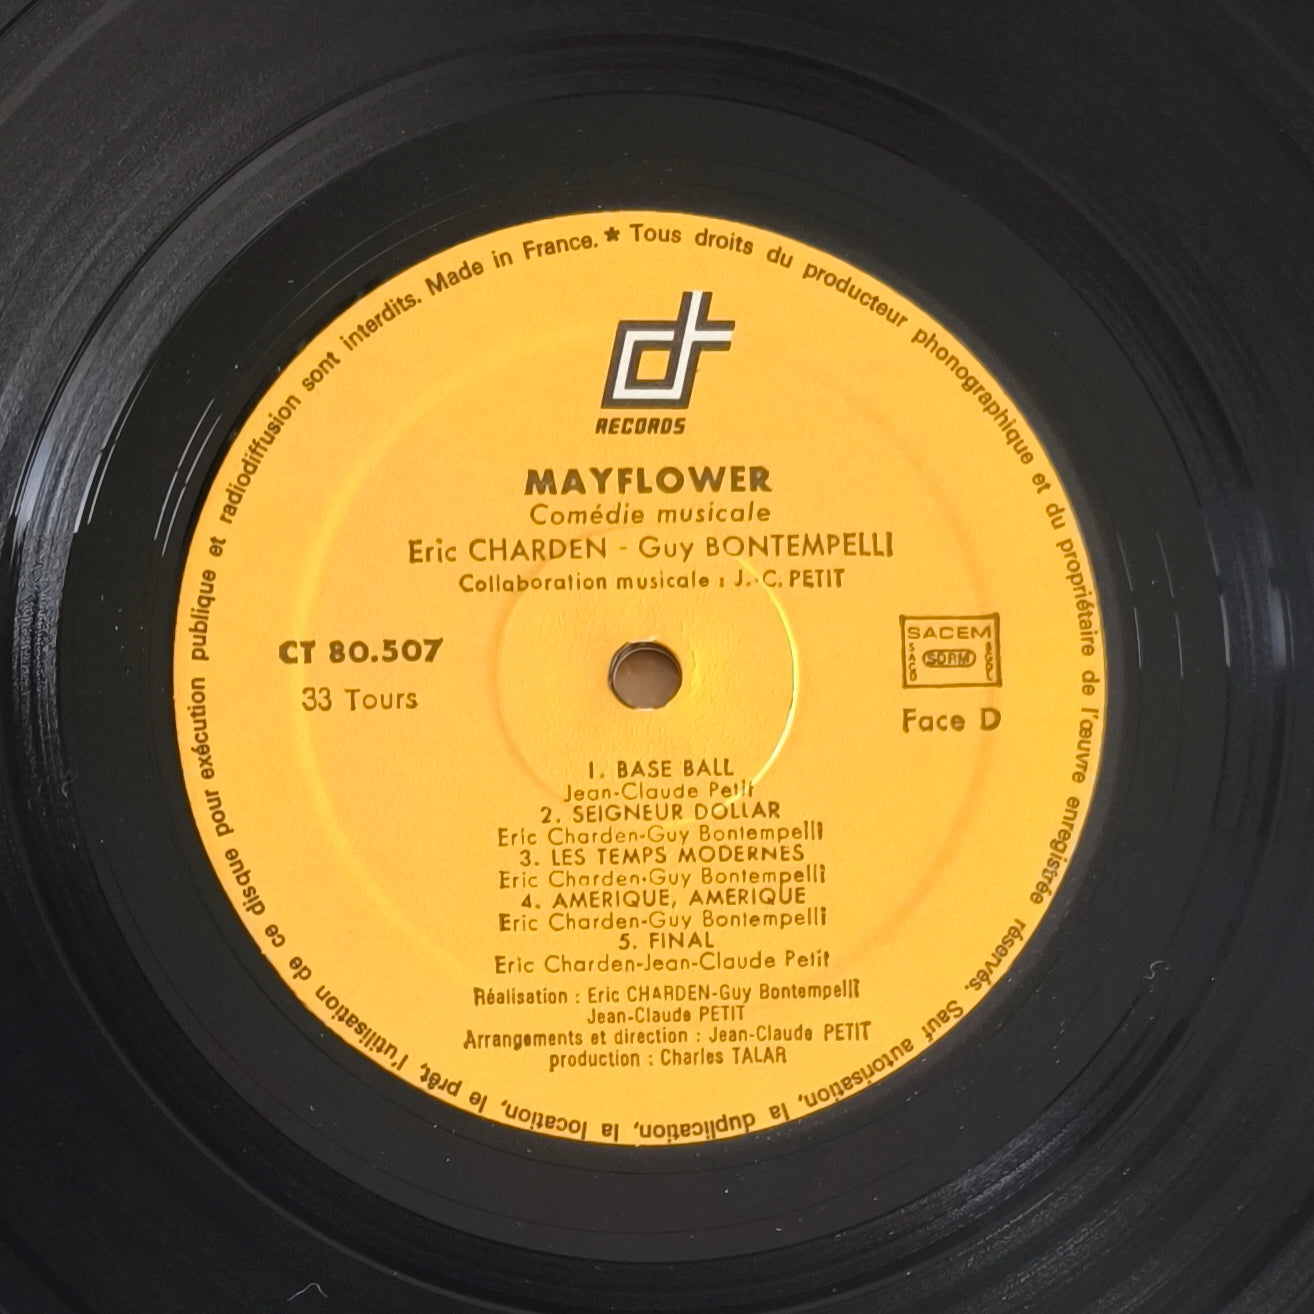 Tous droits du producteur phonographique et du propriétaire de l'œuvre enregistrée réservés. Sauf autorisation, la duplication, la location, le prêt, l'utilisation de ce disque pour exécution publique et radiodiffusion sont interdits. Made in France. *
dt
RECORDS
MAYFLOWER
Comédie musicale
Eric CHARDEN - Guy BONTEMPELLI
Collaboration musicale : J.-C. PETIT
CT 80.507
33 Tours
SACEM
SACD SDRM SCGDL
Face D
1. BASE BALL
Jean-Claude Petit
2. SEIGNEUR DOLLAR
Eric Charden-Guy Bontempelli
3. LES TEMPS MODERNES
Eric Charden-Guy Bontempelli
4. AMERIQUE, AMERIQUE
Eric Charden-Guy Bontempelli
5. FINAL
Eric Charden-Jean-Claude Petit
Réalisation : Eric CHARDEN-Guy Bontempelli
Jean-Claude PETIT
Arrangements et direction : Jean-Claude PETIT
production : Charles TALAR